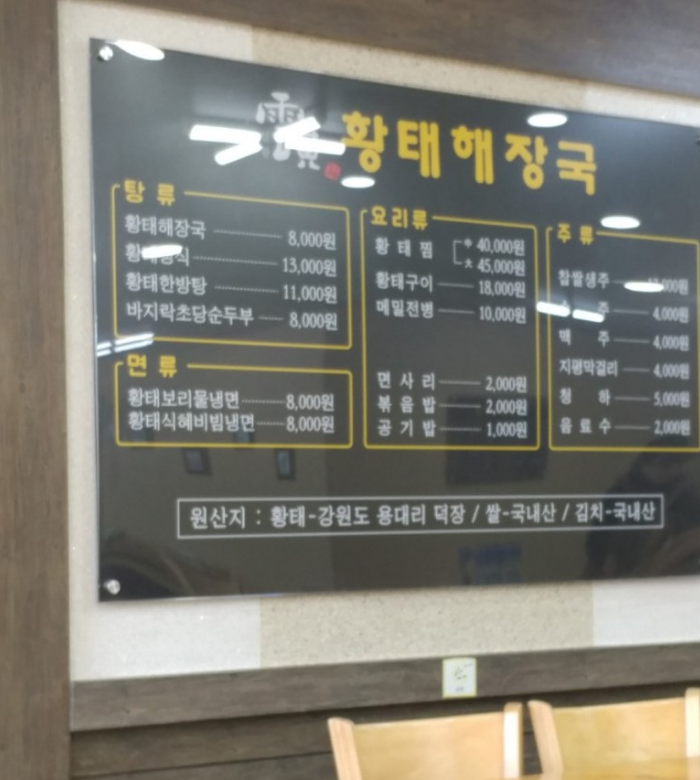 황태해장국
탕 류
황태해장국 8,000원
13,000원
황태한방탕 11,000원
바지락초당순두부 8,000원
면 류
황태보리물냉면 8,000원
황태식혜비빔냉면 8,000원
요리류
황 태 찜 中 40,000원
大 45,000원
황태구이 18,000원
메밀전병 10,000원
면 사 리 2,000원
볶 음 밥 2,000원
공 기 밥 1,000원
주 류
찹쌀생주
주 4,000원
맥 주 4,000원
지평막걸리 4,000원
청 하 5,000원
음 료 수 2,000원
원산지 : 황태-강원도 용대리 덕장 / 쌀-국내산 / 김치-국내산